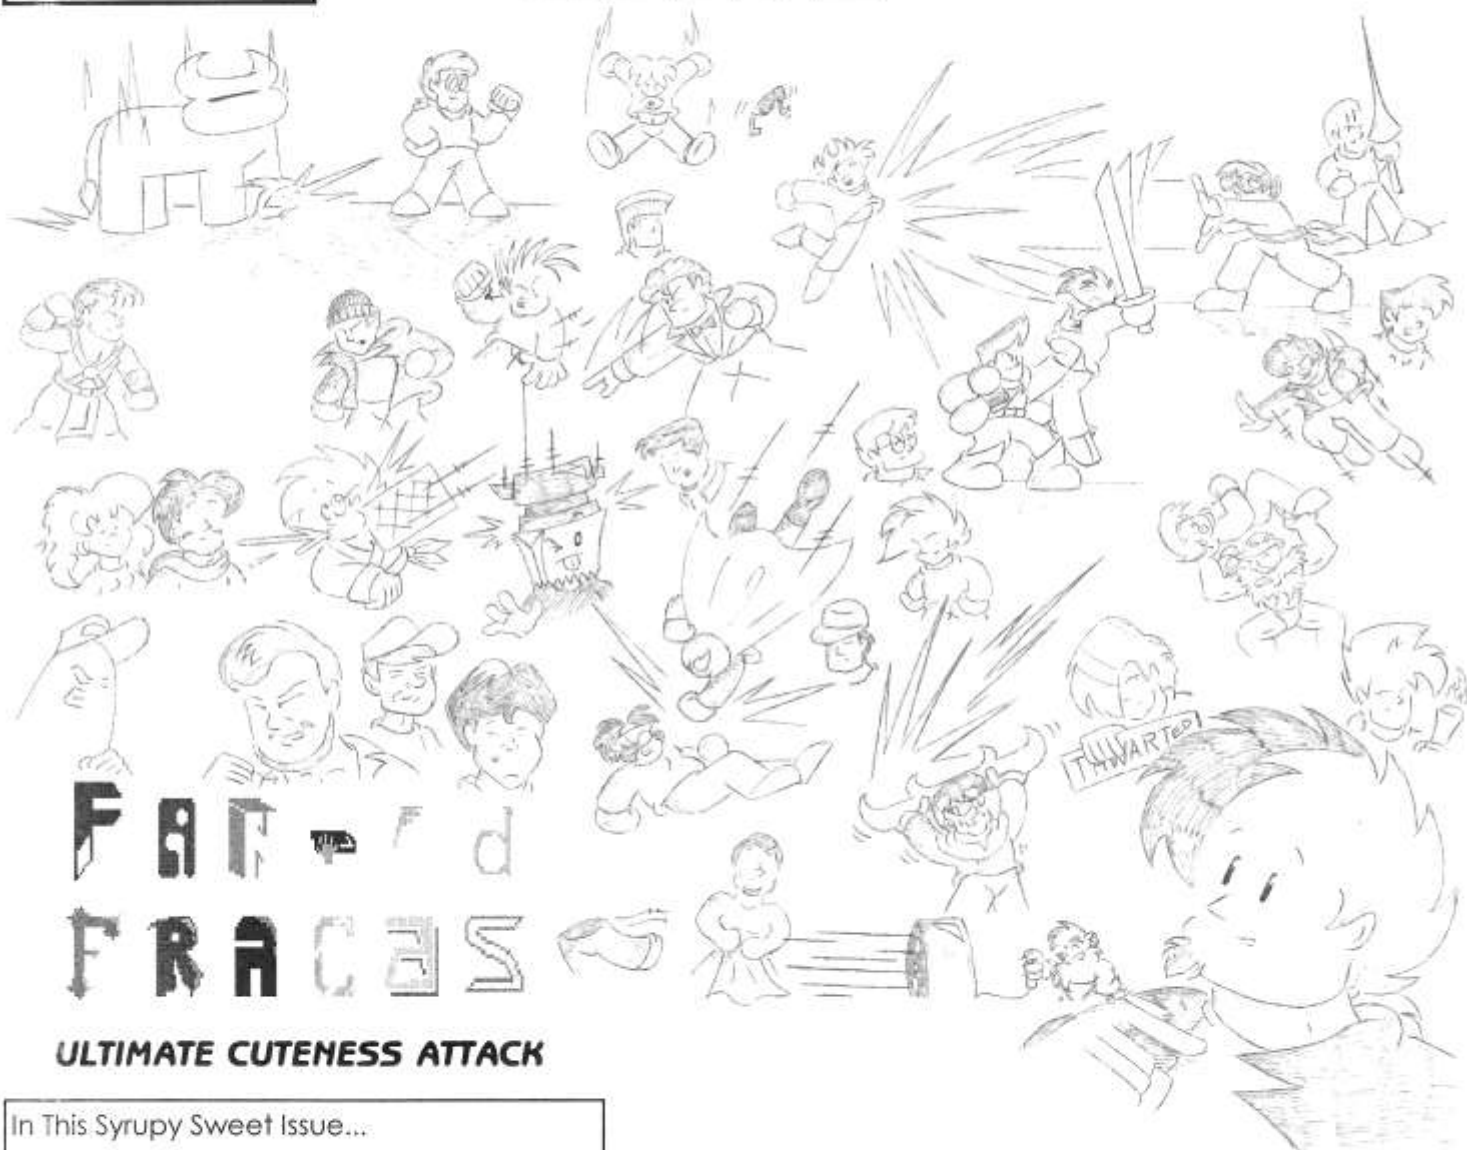 THWARTED
FRACaS
ULTIMATE CUTENESS ATTACK
In This Syrupy Sweet Issue...